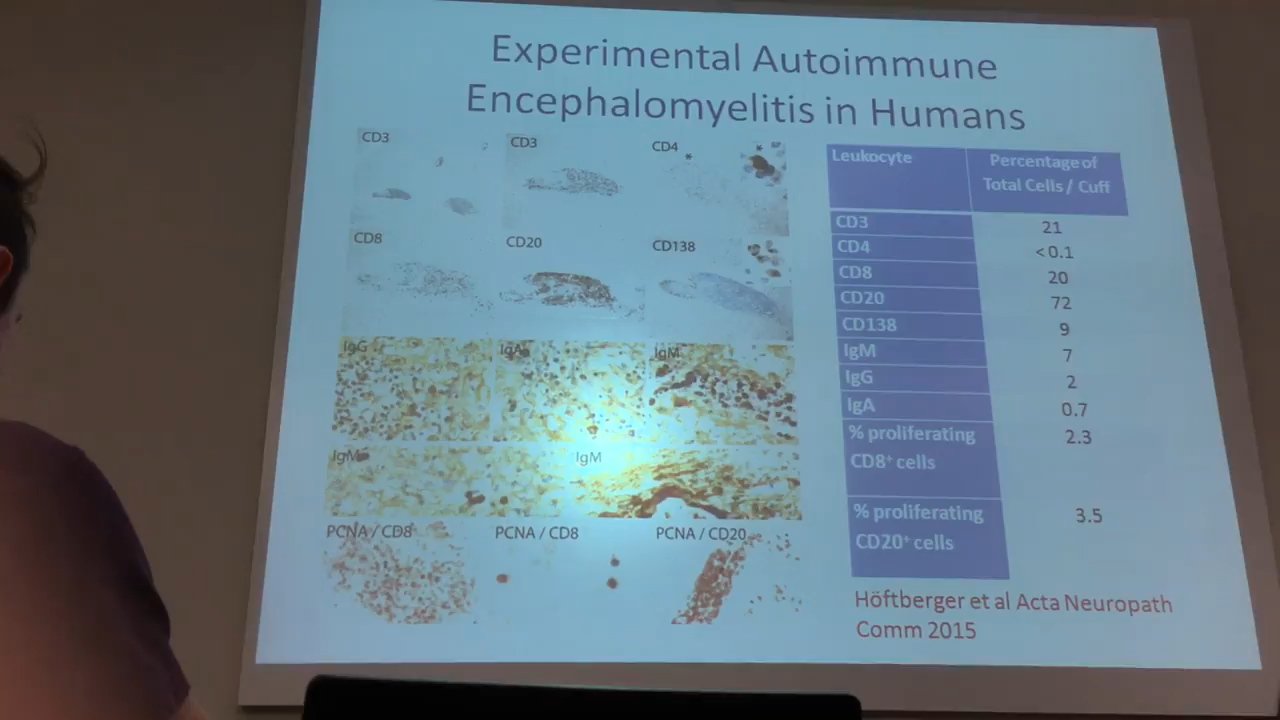 Experimental Autoimmune
Encephalomyelitis in Humans
CD3
CD3
CD4
*
*
CD8
CD20
CD138
IgG
IgA
IgM
IgM
IgM
PCNA / CD8
PCNA / CD8
PCNA / CD20
Leukocyte Percentage of
Total Cells / Cuff
CD3 21
CD4 <0.1
CD8 20
CD20 72
CD138 9
IgM 7
IgG 2
IgA 0.7
% proliferating 2.3
CD8⁺ cells
% proliferating 3.5
CD20⁺ cells
Höftberger et al Acta Neuropath
Comm 2015